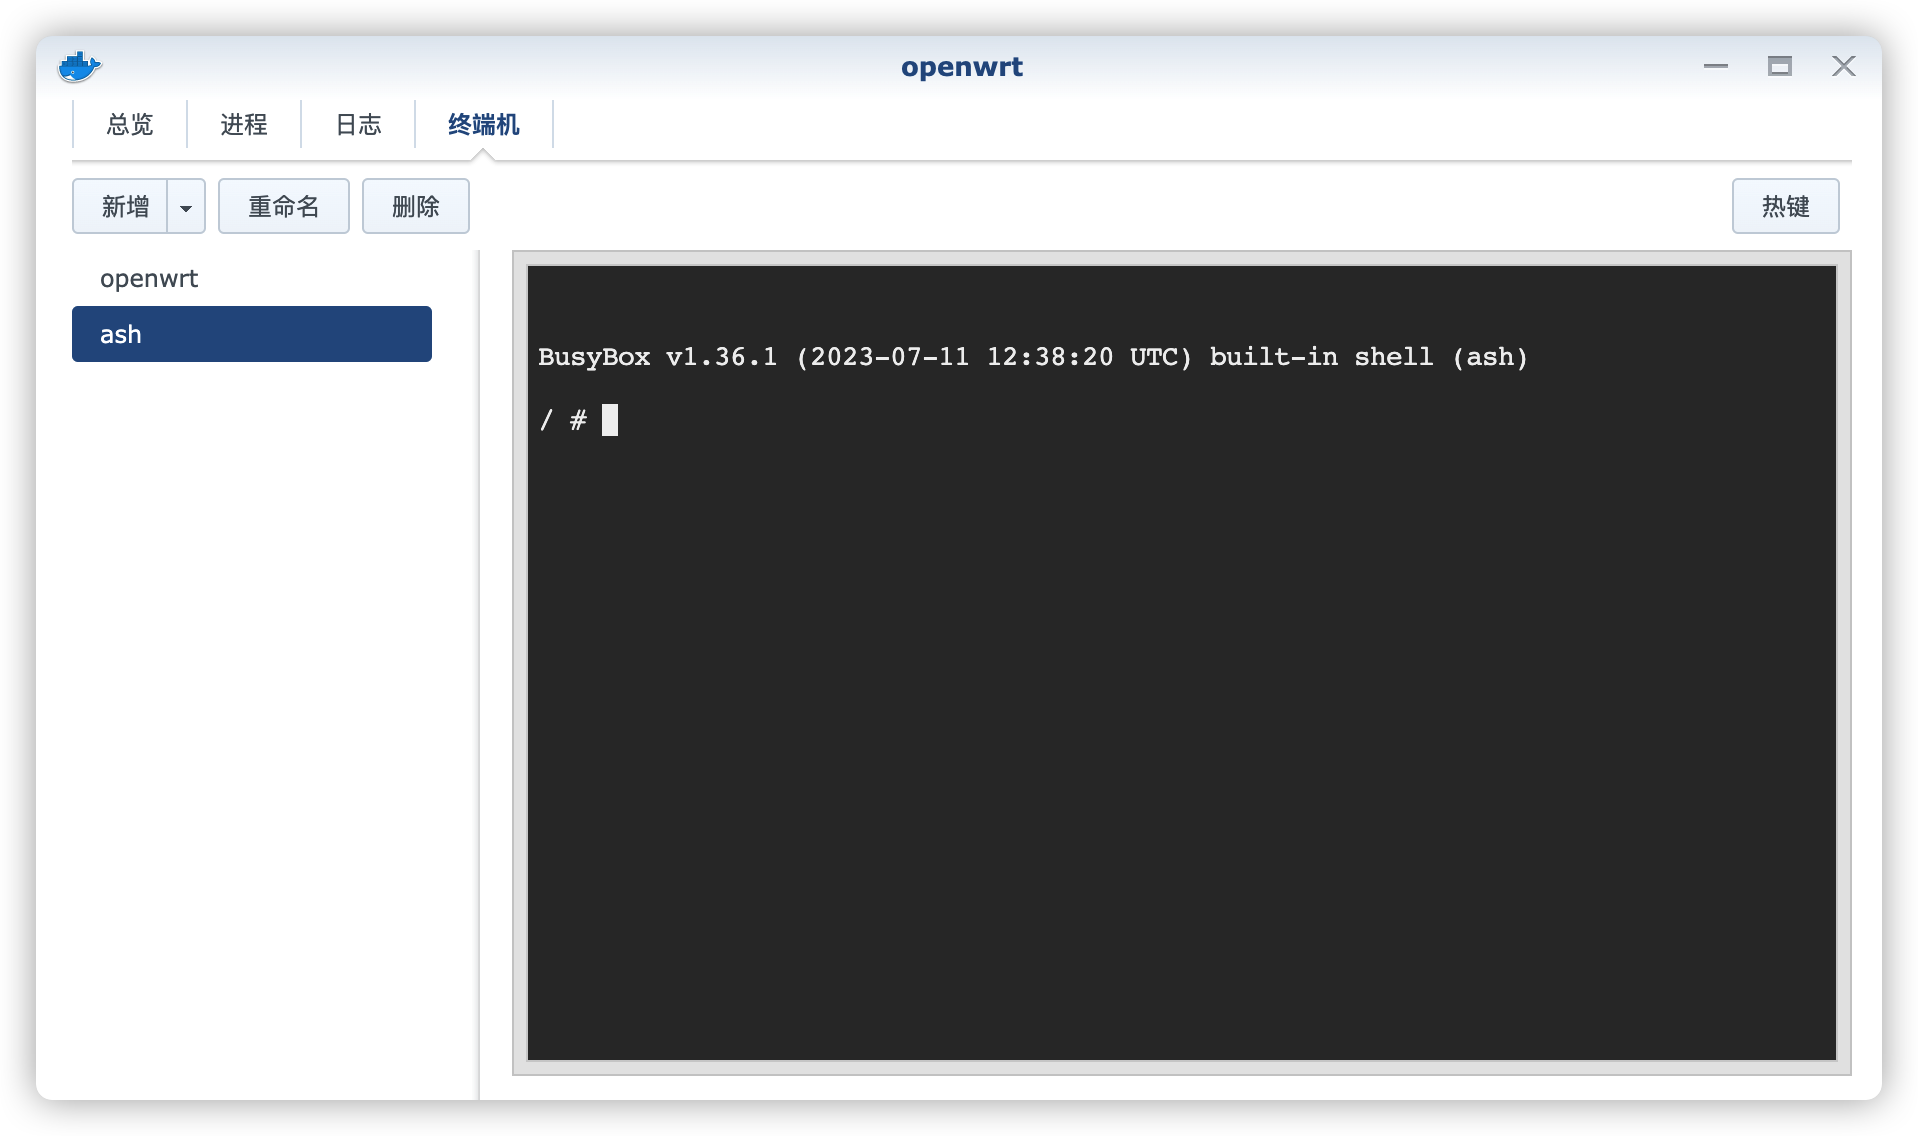 openwrt
总览 进程 日志 终端机
新增 重命名 删除 热键
openwrt
ash
BusyBox v1.36.1 (2023-07-11 12:38:20 UTC) built-in shell (ash)
/ #